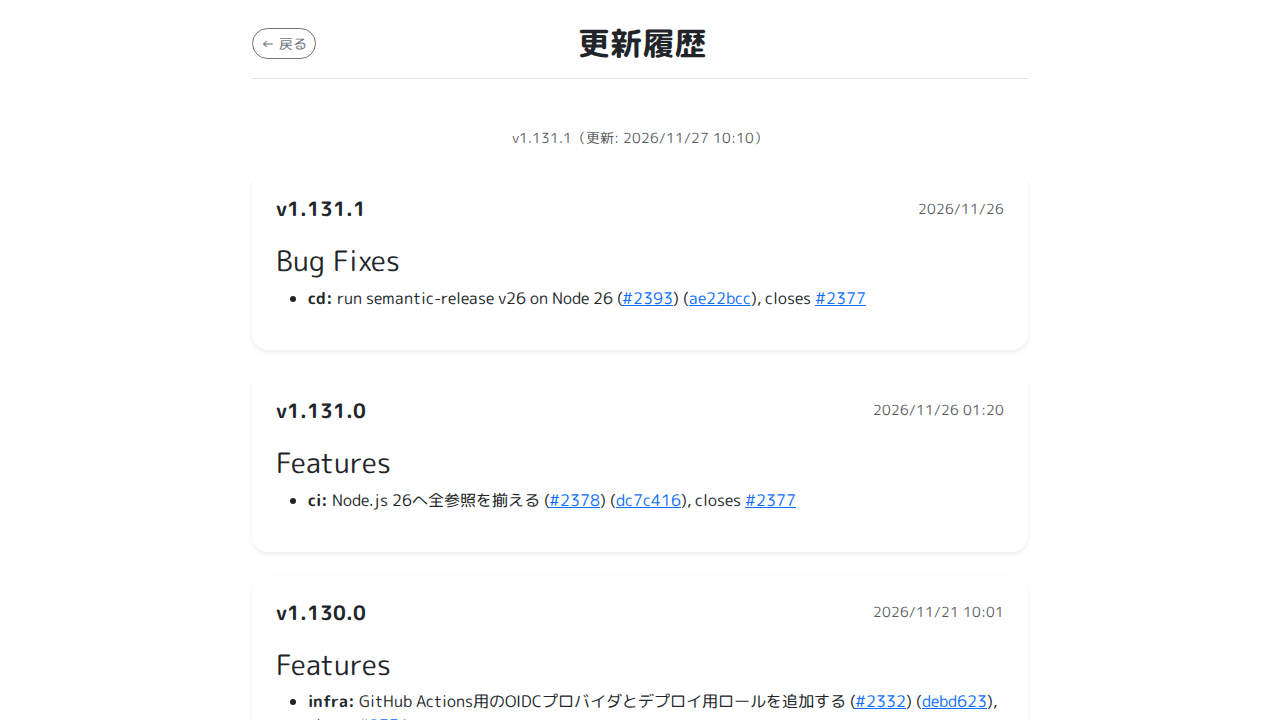 ← 戻る
更新履歴
v1.131.1（更新: 2026/11/27 10:10）
v1.131.1
2026/11/26
Bug Fixes
cd: run semantic-release v26 on Node 26 (#2393) (ae22bcc), closes #2377
v1.131.0
2026/11/26 01:20
Features
ci: Node.js 26へ全参照を揃える (#2378) (dc7c416), closes #2377
v1.130.0
2026/11/21 10:01
Features
infra: GitHub Actions用のOIDCプロバイダとデプロイ用ロールを追加する (#2332) (debd623),